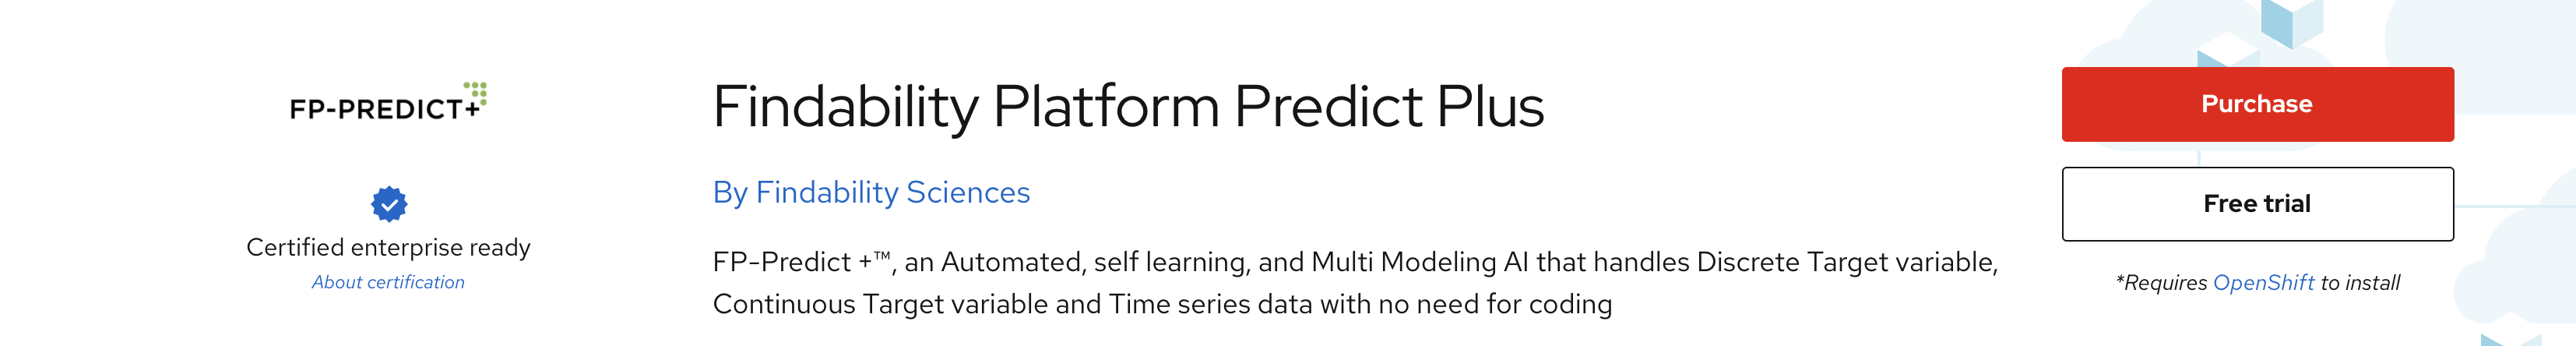 FP-PREDICT+
Certified enterprise ready
About certification
Findability Platform Predict Plus
By Findability Sciences
FP-Predict +™, an Automated, self learning, and Multi Modeling AI that handles Discrete Target variable,
Continuous Target variable and Time series data with no need for coding
Purchase
Free trial
*Requires OpenShift to install